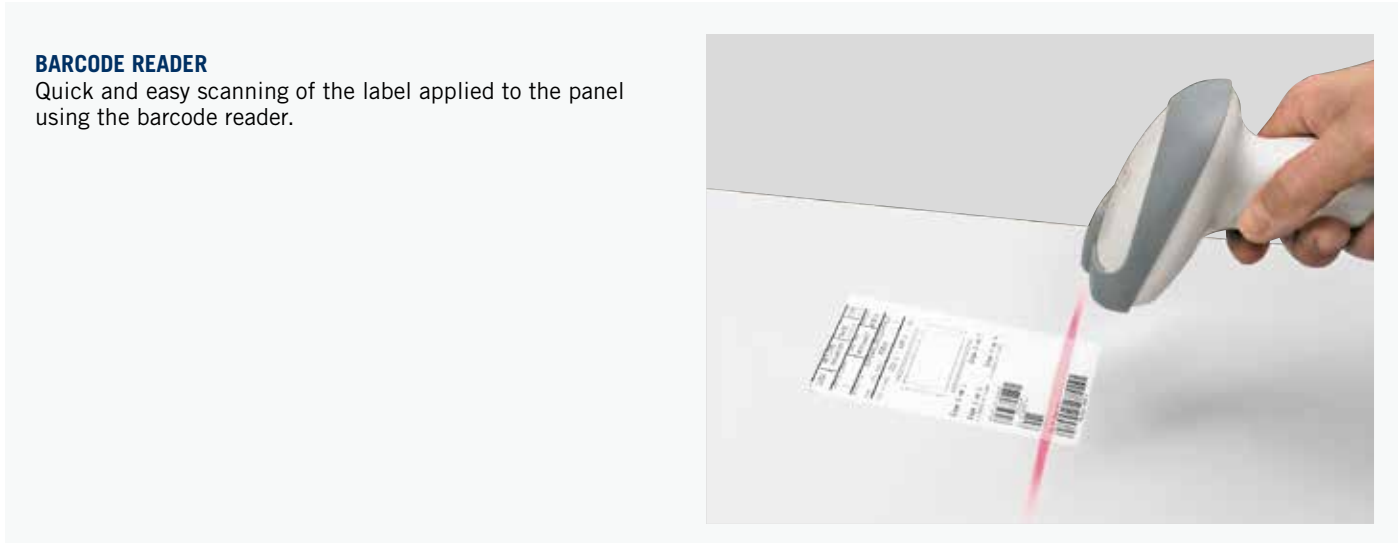 BARCODE READER
Quick and easy scanning of the label applied to the panel
using the barcode reader.